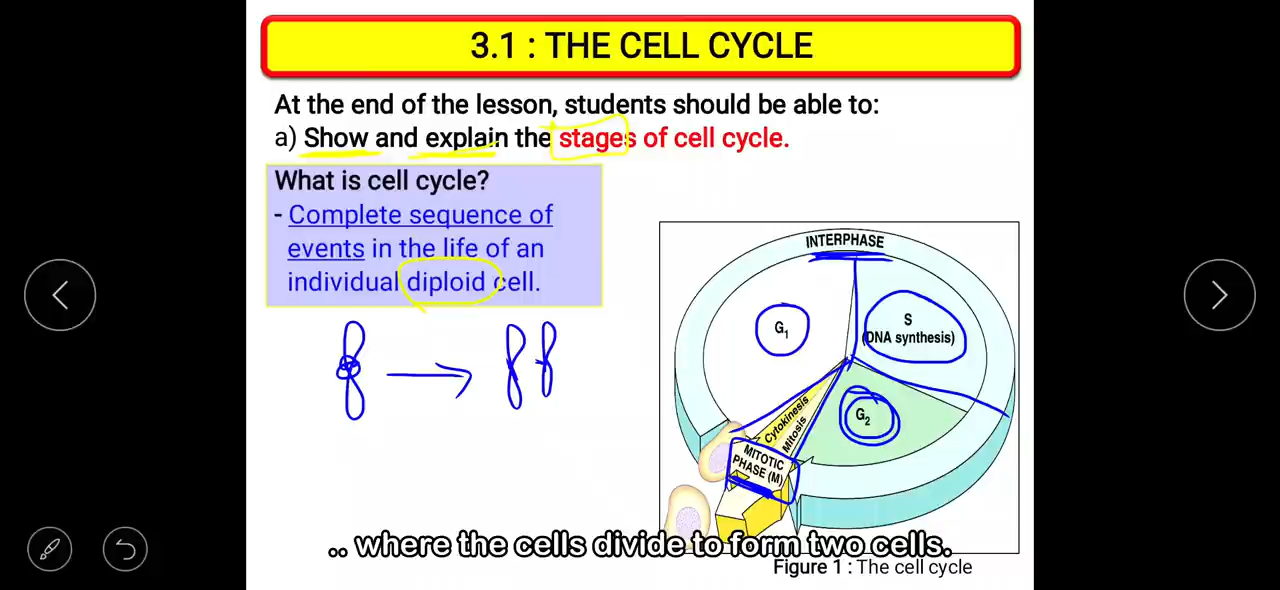 3.1 : THE CELL CYCLE
At the end of the lesson, students should be able to:
a) Show and explain the stages of cell cycle.
What is cell cycle?
- Complete sequence of
events in the life of an
individual diploid cell.
INTERPHASE
G1
S
(DNA synthesis)
G2
Cytokinesis
Mitosis
MITOTIC
PHASE (M)
.. where the cells divide to form two cells.
Figure 1 : The cell cycle